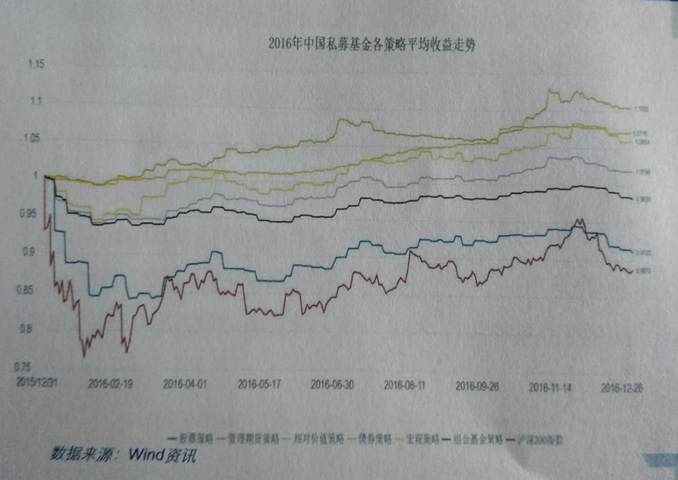 2016年中国私募基金各策略平均收益走势
1.15
1.1
1.05
1
0.95
0.9
0.85
0.8
0.75
2015/12/31 2016-02-19 2016-04-01 2016-05-17 2016-06-30 2016-08-11 2016-09-26 2016-11-14 2016-12-28
股票策略 管理期货策略 相对价值策略 债券策略 宏观策略 组合基金策略 沪深300指数
数据来源：Wind资讯